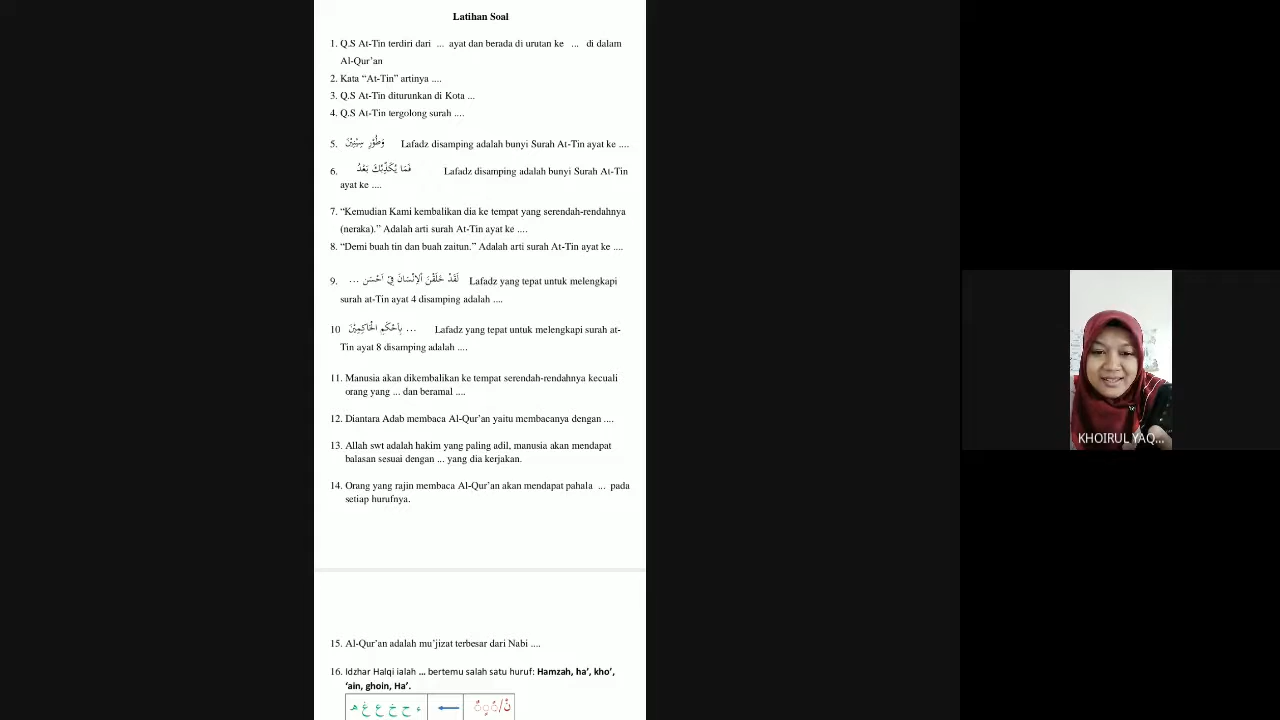 Latihan Soal
1. Q.S At-Tin terdiri dari ... ayat dan berada di urutan ke ... di dalam
Al-Qur’an
2. Kata “At-Tin” artinya ....
3. Q.S At-Tin diturunkan di Kota ...
4. Q.S At-Tin tergolong surah ....
5. وَطُوْرِ سِيْنِيْنَ Lafadz disamping adalah bunyi Surah At-Tin ayat ke ....
6. فَمَا يُكَذِّبُكَ بَعْدُ Lafadz disamping adalah bunyi Surah At-Tin
ayat ke ....
7. “Kemudian Kami kembalikan dia ke tempat yang serendah-rendahnya
(neraka).” Adalah arti surah At-Tin ayat ke ....
8. “Demi buah tin dan buah zaitun.” Adalah arti surah At-Tin ayat ke ....
9. لَقَدْ خَلَقْنَ الْاِنْسَانَ فِيْ اَحْسَنِ ... Lafadz yang tepat untuk melengkapi
surah at-Tin ayat 4 disamping adalah ....
10 ... بِاَحْكَمِ الْحَاكِمِيْنَ Lafadz yang tepat untuk melengkapi surah at-
Tin ayat 8 disamping adalah ....
11. Manusia akan dikembalikan ke tempat serendah-rendahnya kecuali
orang yang ... dan beramal ....
12. Diantara Adab membaca Al-Qur’an yaitu membacanya dengan ....
13. Allah swt adalah hakim yang paling adil, manusia akan mendapat
balasan sesuai dengan ... yang dia kerjakan.
14. Orang yang rajin membaca Al-Qur’an akan mendapat pahala ... pada
setiap hurufnya.
15. Al-Qur’an adalah mu’jizat terbesar dari Nabi ....
16. Idzhar Halqi ialah ... bertemu salah satu huruf: Hamzah, ha’, kho’,
‘ain, ghoin, Ha’.
ء ح خ ع غ ه
KHOIRUL YAQ...